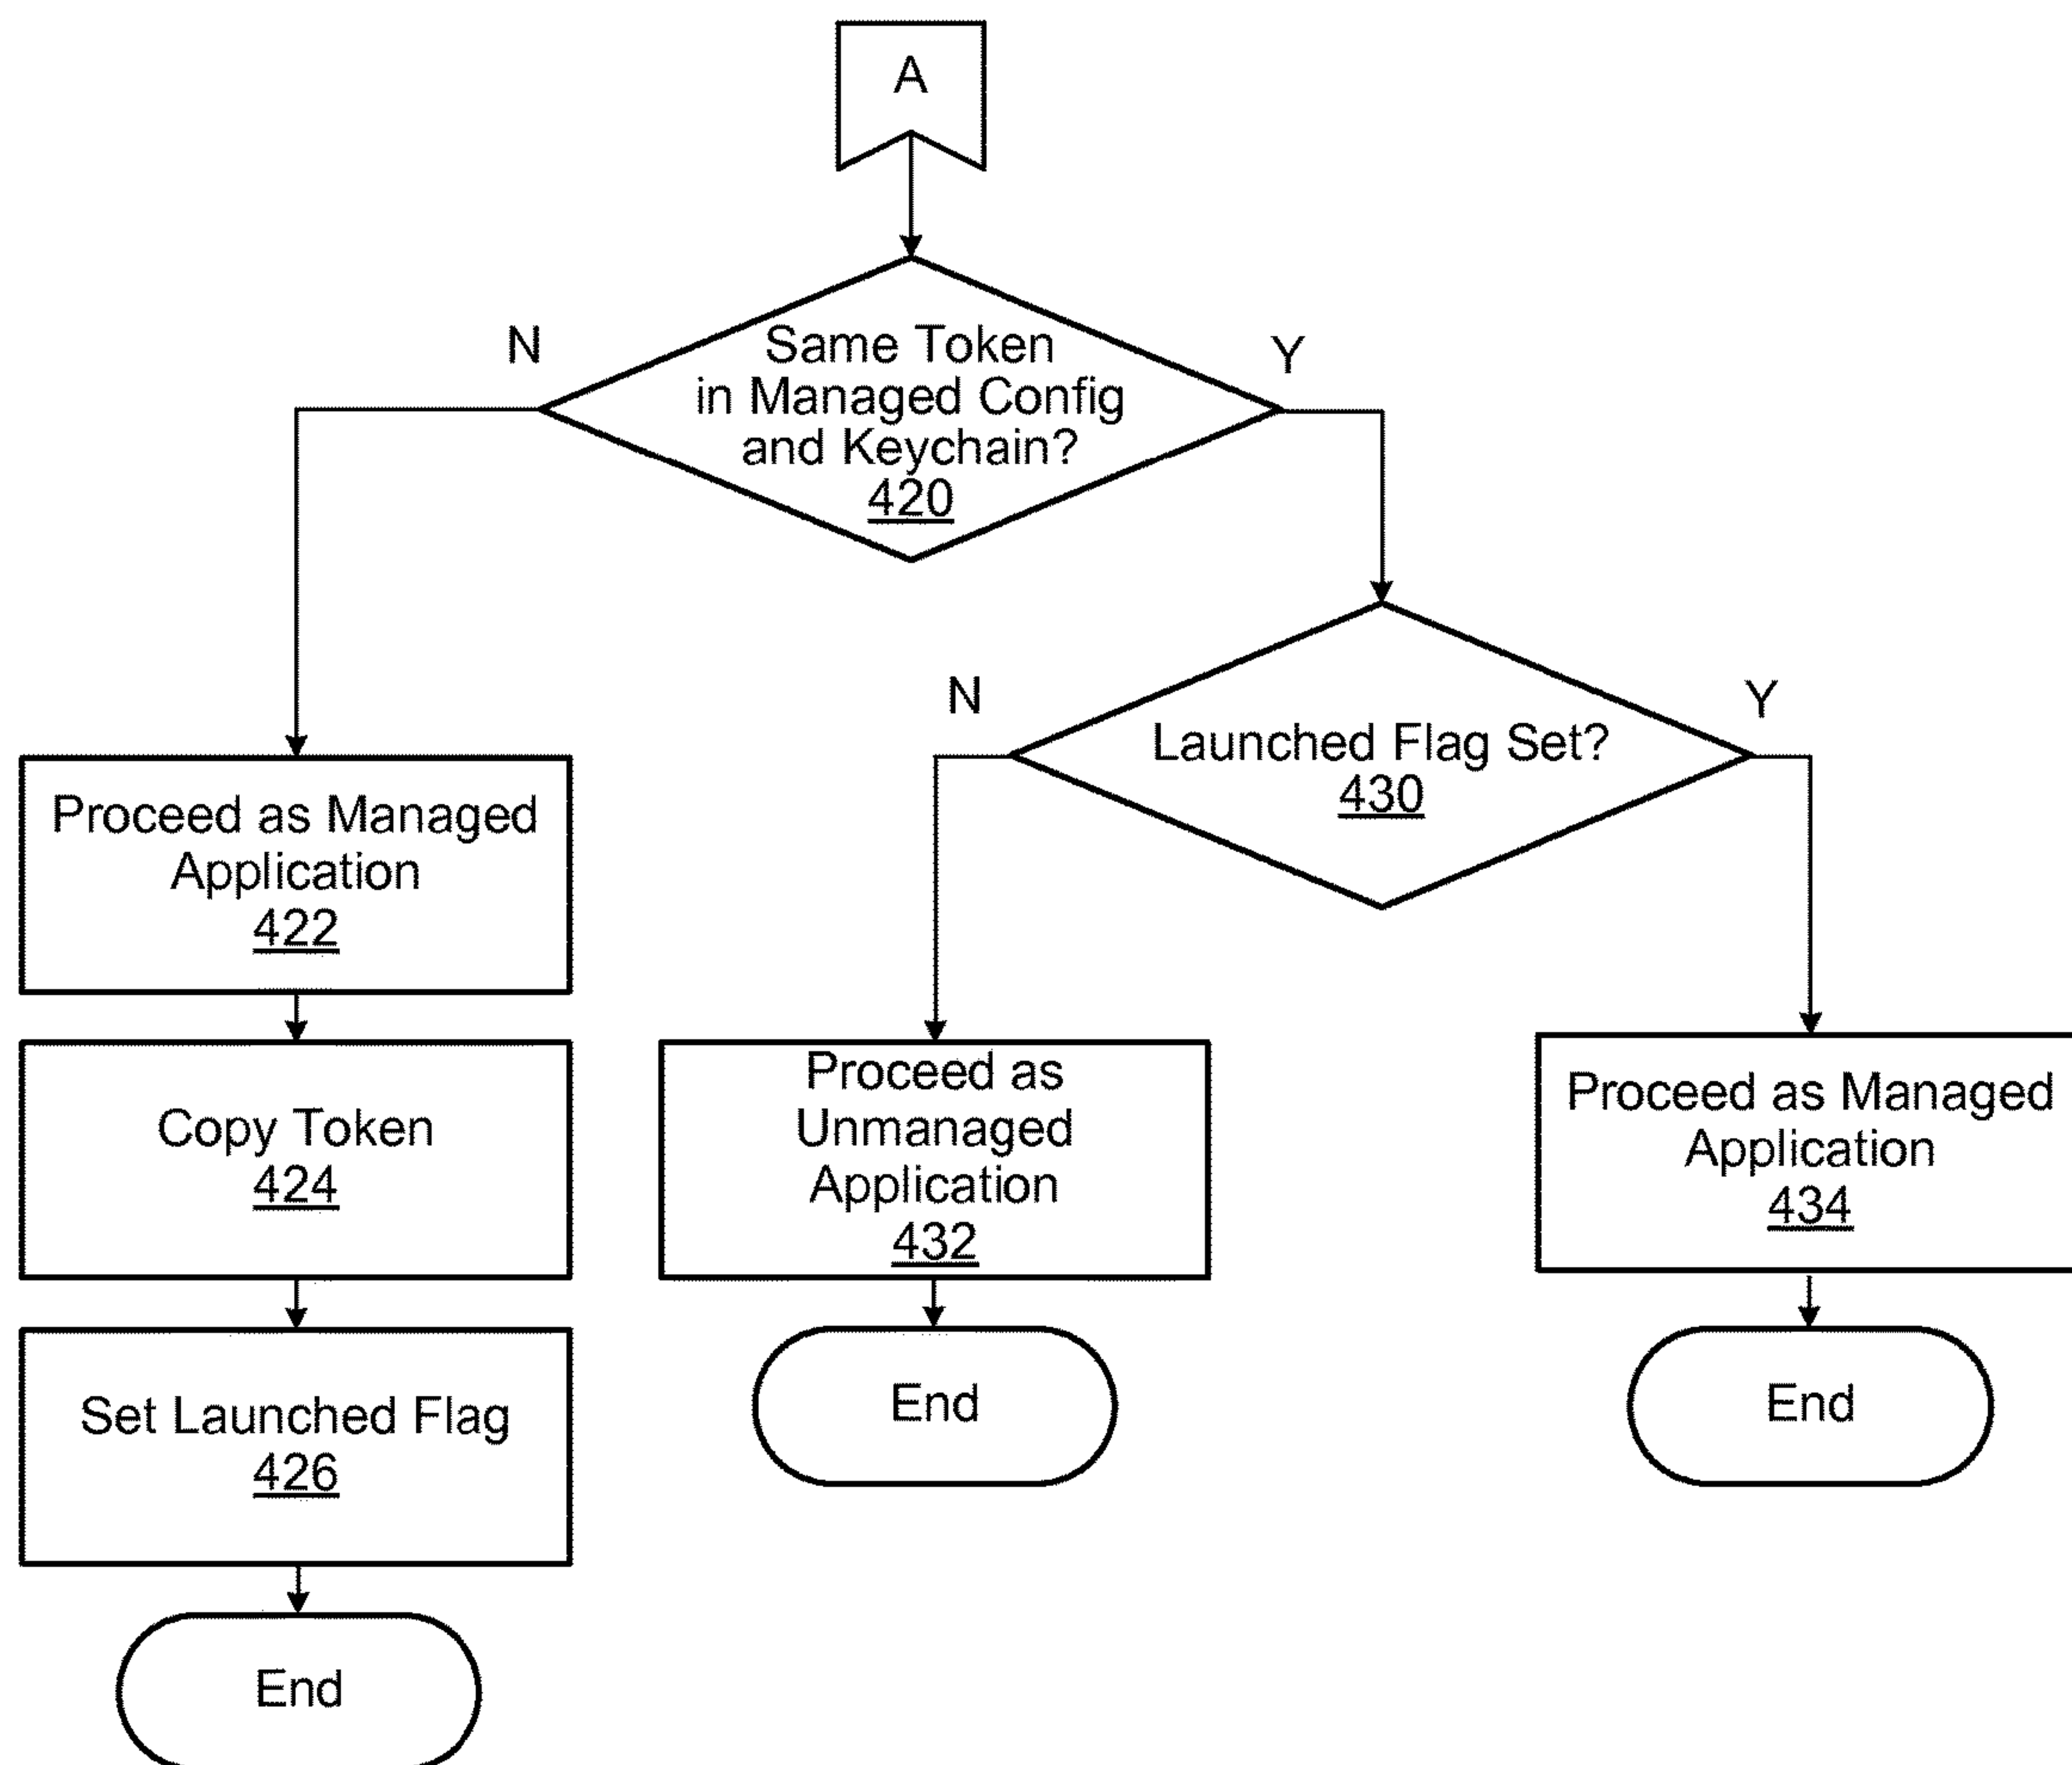 A
N
Same Token
in Managed Config
and Keychain?
420
Y
N
Launched Flag Set?
430
Y
Proceed as Managed
Application
422
Copy Token
424
Set Launched Flag
426
End
Proceed as
Unmanaged
Application
432
End
Proceed as Managed
Application
434
End